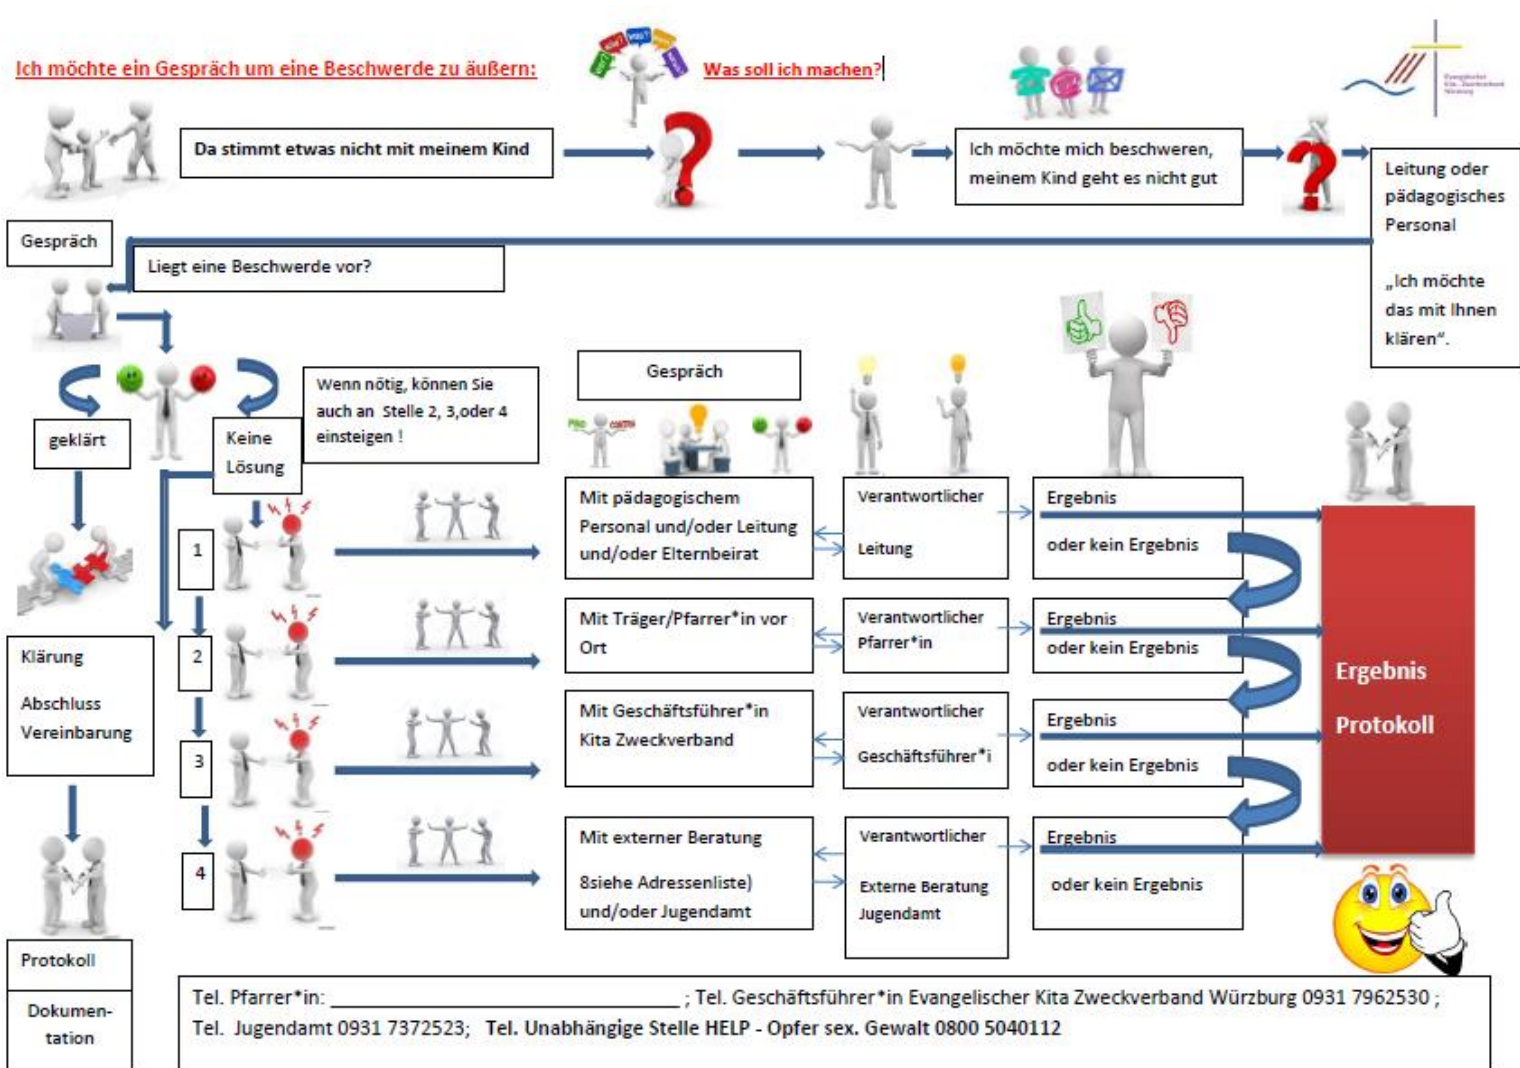 Ich möchte ein Gespräch um eine Beschwerde zu äußern:
Was soll ich machen?
Da stimmt etwas nicht mit meinem Kind
Ich möchte mich beschweren,
meinem Kind geht es nicht gut
Leitung oder
pädagogisches
Personal
„Ich möchte
das mit Ihnen
klären“.
Gespräch
Liegt eine Beschwerde vor?
geklärt
Keine
Lösung
Wenn nötig, können Sie
auch an Stelle 2, 3,oder 4
einsteigen !
Gespräch
PRO
CONTRA
1
Mit pädagogischem
Personal und/oder Leitung
und/oder Elternbeirat
Verantwortlicher
Leitung
Ergebnis
oder kein Ergebnis
2
Mit Träger/Pfarrer*in vor
Ort
Verantwortlicher
Pfarrer*in
Ergebnis
oder kein Ergebnis
3
Mit Geschäftsführer*in
Kita Zweckverband
Verantwortlicher
Geschäftsführer*i
Ergebnis
oder kein Ergebnis
4
Mit externer Beratung
8siehe Adressenliste)
und/oder Jugendamt
Verantwortlicher
Externe Beratung
Jugendamt
Ergebnis
oder kein Ergebnis
Ergebnis
Protokoll
Klärung
Abschluss
Vereinbarung
Protokoll
Dokumen-
tation
Tel. Pfarrer*in: ________________________________ ; Tel. Geschäftsführer*in Evangelischer Kita Zweckverband Würzburg 0931 7962530 ;
Tel. Jugendamt 0931 7372523; Tel. Unabhängige Stelle HELP - Opfer sex. Gewalt 0800 5040112